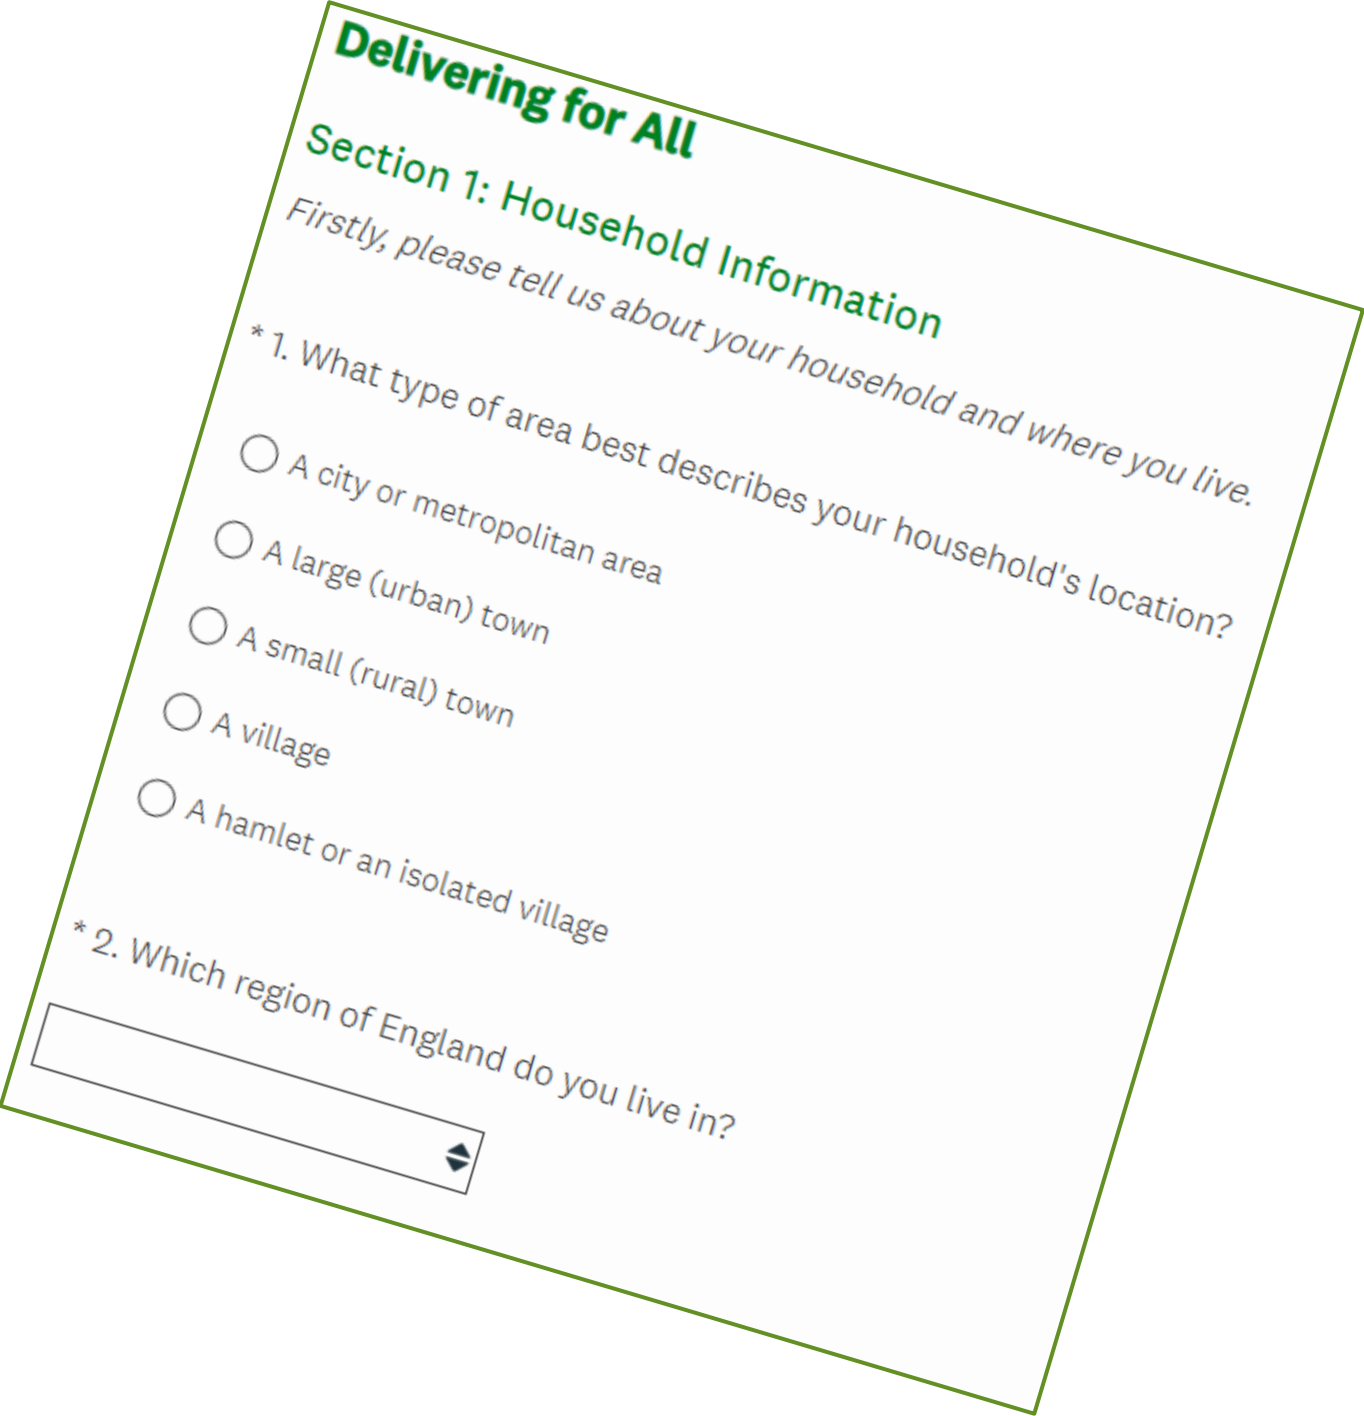 Delivering for All
Section 1: Household Information
Firstly, please tell us about your household and where you live.
* 1. What type of area best describes your household's location?
A city or metropolitan area
A large (urban) town
A small (rural) town
A village
A hamlet or an isolated village
* 2. Which region of England do you live in?